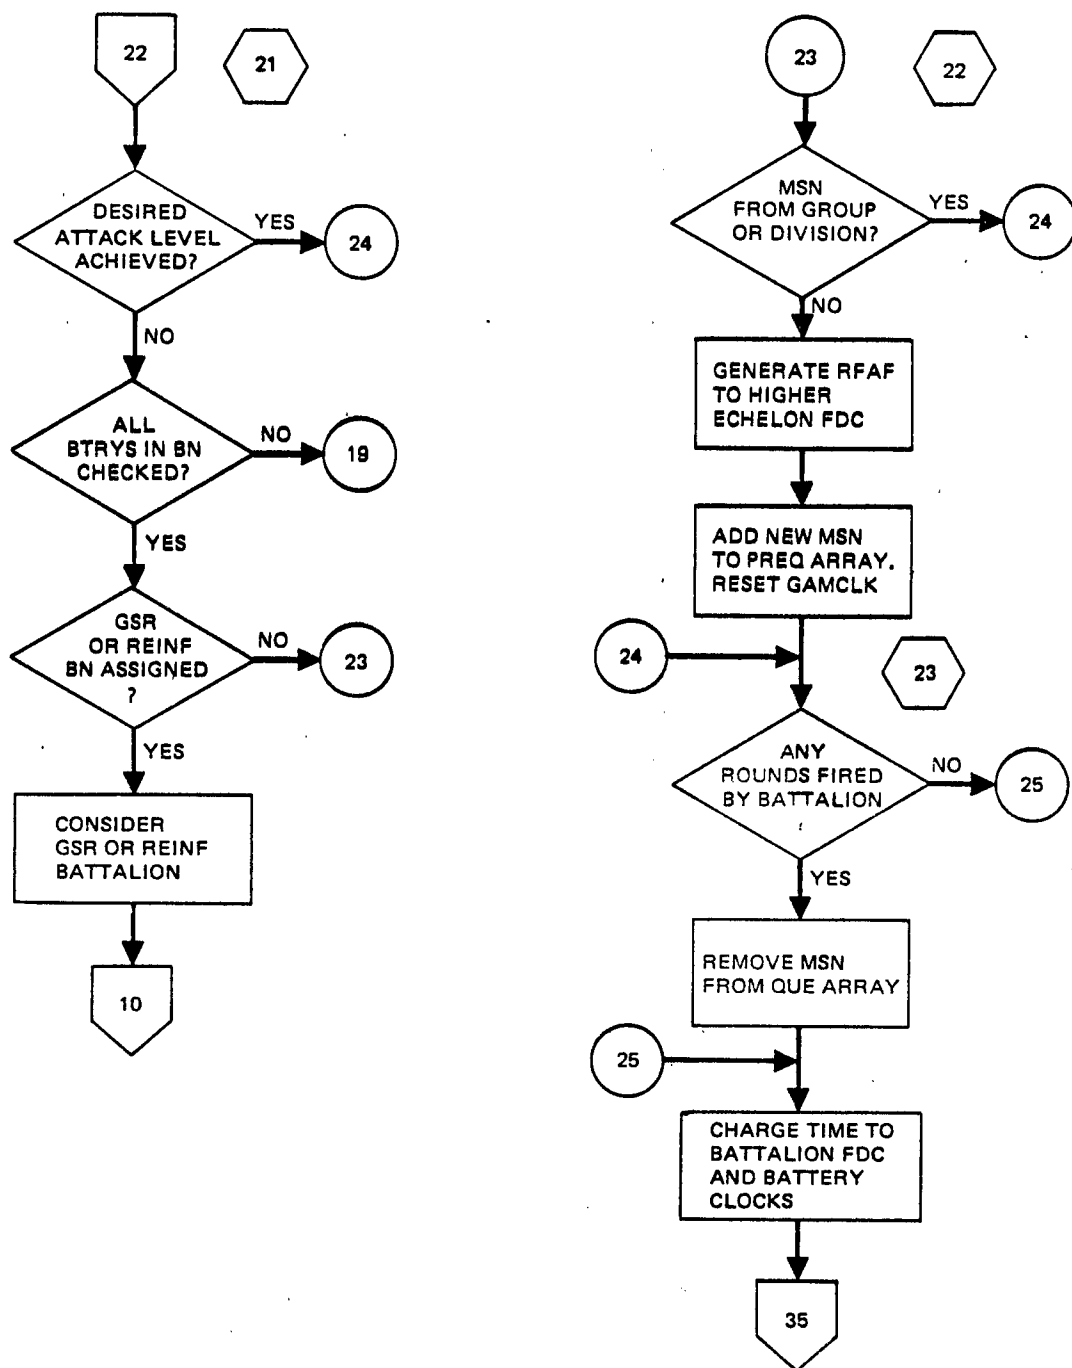 22
21
DESIRED
ATTACK LEVEL
ACHIEVED?
YES
24
NO
ALL
BTRYS IN BN
CHECKED?
NO
19
YES
GSR
OR REINF
BN ASSIGNED
?
NO
23
YES
CONSIDER
GSR OR REINF
BATTALION
10
23
22
MSN
FROM GROUP
OR DIVISION?
YES
24
NO
GENERATE RFAF
TO HIGHER
ECHELON FDC
ADD NEW MSN
TO PREQ ARRAY.
RESET GAMCLK
24
23
ANY
ROUNDS FIRED
BY BATTALION
NO
25
YES
REMOVE MSN
FROM QUE ARRAY
25
CHARGE TIME TO
BATTALION FDC
AND BATTERY
CLOCKS
35